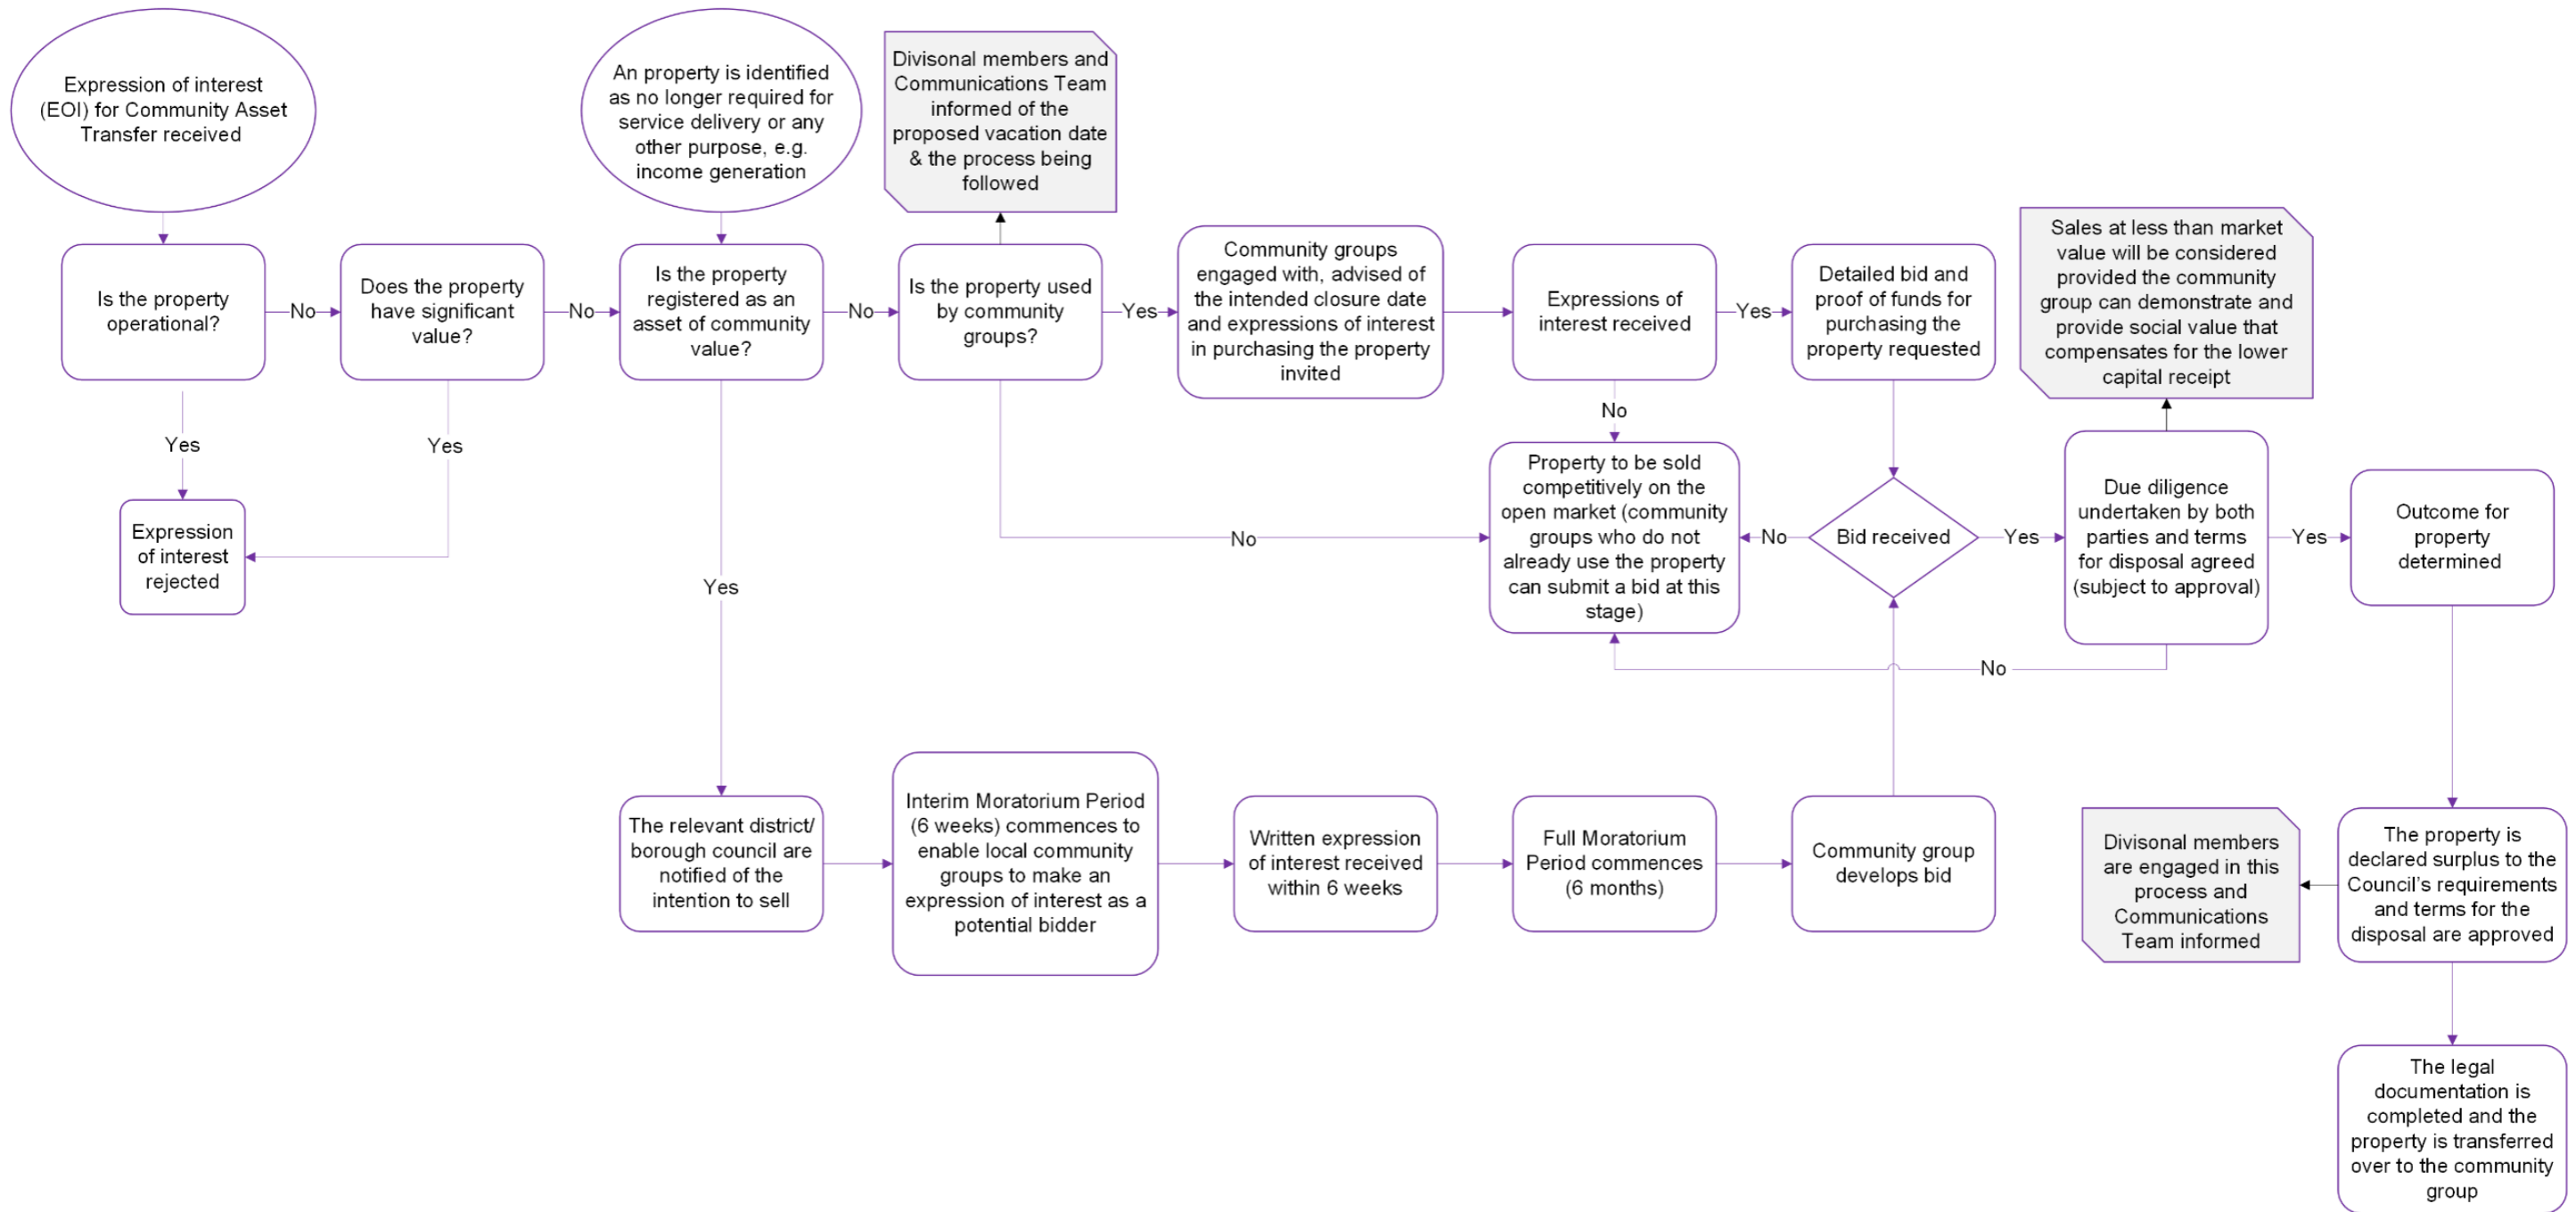 Expression of interest
(EOI) for Community Asset
Transfer received
An property is identified
as no longer required for
service delivery or any
other purpose, e.g.
income generation
Divisonal members and
Communications Team
informed of the
proposed vacation date
& the process being
followed
Is the property
operational?
No
Does the property
have significant
value?
No
Is the property
registered as an
asset of community
value?
No
Is the property used
by community
groups?
Yes
Community groups
engaged with, advised of
the intended closure date
and expressions of interest
in purchasing the property
invited
Expressions of
interest received
Yes
Detailed bid and
proof of funds for
purchasing the
property requested
Sales at less than market
value will be considered
provided the community
group can demonstrate and
provide social value that
compensates for the lower
capital receipt
Yes
Yes
No
Expression
of interest
rejected
Yes
No
Property to be sold
competitively on the
open market (community
groups who do not
already use the property
can submit a bid at this
stage)
No
Bid received
Yes
Due diligence
undertaken by both
parties and terms
for disposal agreed
(subject to approval)
Yes
Outcome for
property
determined
No
The relevant district/
borough council are
notified of the
intention to sell
Interim Moratorium Period
(6 weeks) commences to
enable local community
groups to make an
expression of interest as a
potential bidder
Written expression
of interest received
within 6 weeks
Full Moratorium
Period commences
(6 months)
Community group
develops bid
Divisonal members
are engaged in this
process and
Communications
Team informed
The property is
declared surplus to the
Council’s requirements
and terms for the
disposal are approved
The legal
documentation is
completed and the
property is transferred
over to the community
group